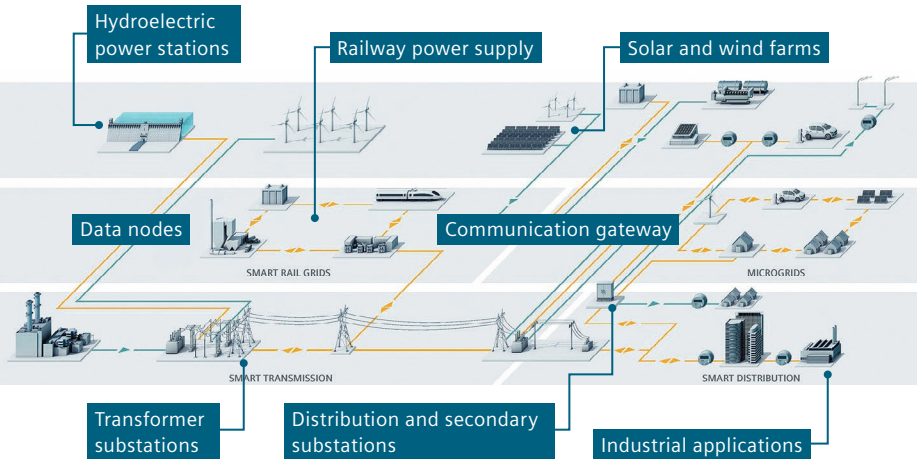 Hydroelectric
power stations
Railway power supply
Solar and wind farms
Data nodes
Communication gateway
SMART RAIL GRIDS
MICROGRIDS
SMART TRANSMISSION
SMART DISTRIBUTION
Transformer
substations
Distribution and secondary
substations
Industrial applications